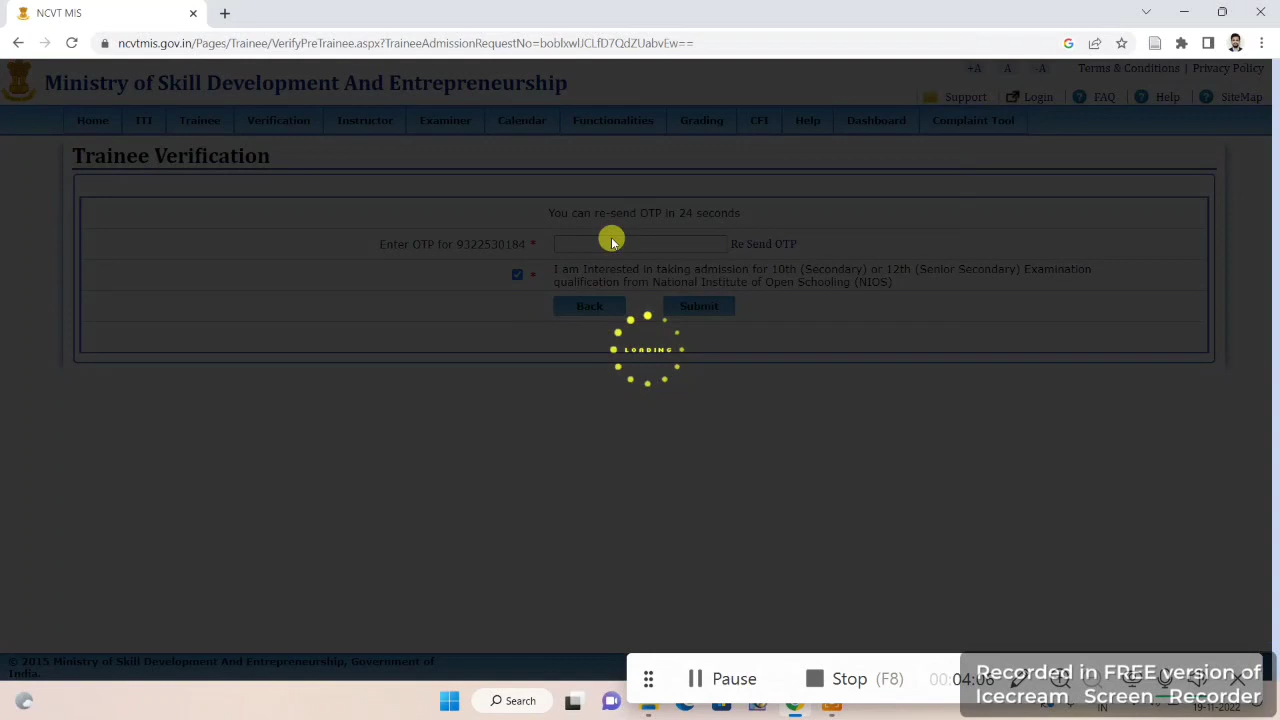 NCVT MIS
ncvtmis.gov.in/Pages/Trainee/VerifyPreTrainee.aspx?TraineeAdmissionRequestNo=boblxwlJCLfD7QdZUabvEw==
+A A -A Terms & Conditions | Privacy Policy
Ministry of Skill Development And Entrepreneurship
Support Login FAQ Help SiteMap
Home ITI Trainee Verification Instructor Examiner Calendar Functionalities Grading CFI Help Dashboard Complaint Tool
Trainee Verification
You can re-send OTP in 24 seconds
Enter OTP for 9322530184 * Re Send OTP
* I am Interested in taking admission for 10th (Secondary) or 12th (Senior Secondary) Examination
qualification from National Institute of Open Schooling (NIOS)
Back Submit
LOADING
© 2015 Ministry of Skill Development And Entrepreneurship, Government of
India.
Pause Stop (F8) 00:04:06
Recorded in FREE version of
Icecream Screen Recorder
Search
IN
19-11-2022